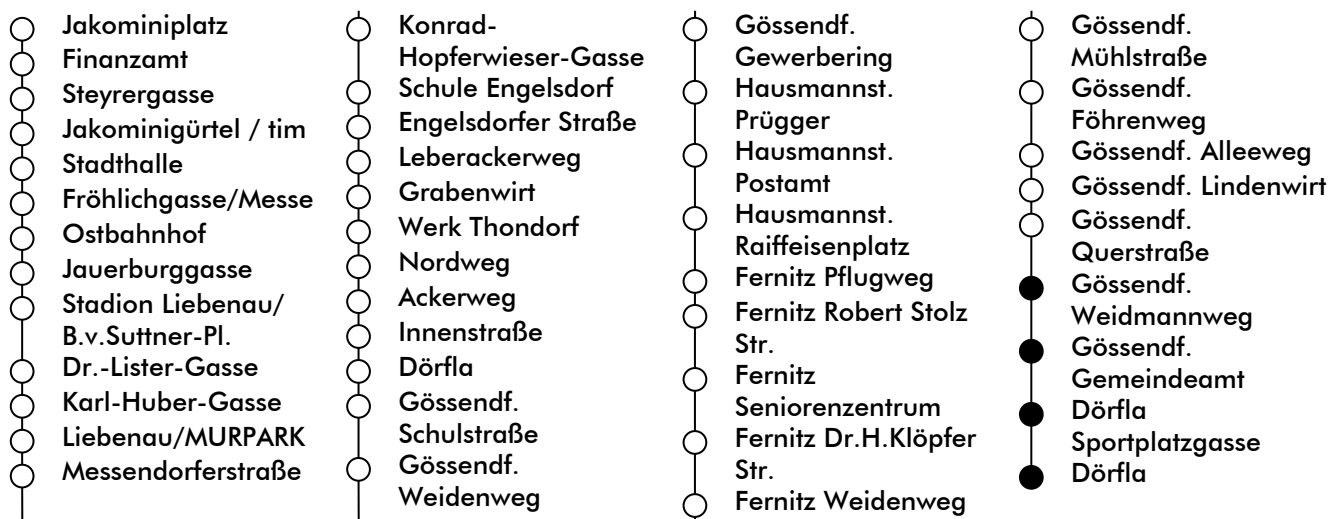 Jakominiplatz
Finanzamt
Steyrergasse
Jakominigürtel / tim
Stadthalle
Fröhlichgasse/Messe
Ostbahnhof
Jauerburggasse
Stadion Liebenau/
B.v.Suttner-Pl.
Dr.-Lister-Gasse
Karl-Huber-Gasse
Liebenau/MURPARK
Messendorferstraße
Konrad-
Hopferwieser-Gasse
Schule Engelsdorf
Engelsdorfer Straße
Leberackerweg
Grabenwirt
Werk Thondorf
Nordweg
Ackerweg
Innenstraße
Dörfla
Gössendf.
Schulstraße
Gössendf.
Weidenweg
Gössendf.
Gewerbering
Hausmannst.
Prügger
Hausmannst.
Postamt
Hausmannst.
Raiffeisenplatz
Fernitz Pflugweg
Fernitz Robert Stolz
Str.
Fernitz
Seniorenzentrum
Fernitz Dr.H.Klöpfer
Str.
Fernitz Weidenweg
Gössendf.
Mühlstraße
Gössendf.
Föhrenweg
Gössendf. Alleeweg
Gössendf. Lindenwirt
Gössendf.
Querstraße
Gössendf.
Weidmannweg
Gössendf.
Gemeindeamt
Dörfla
Sportplatzgasse
Dörfla